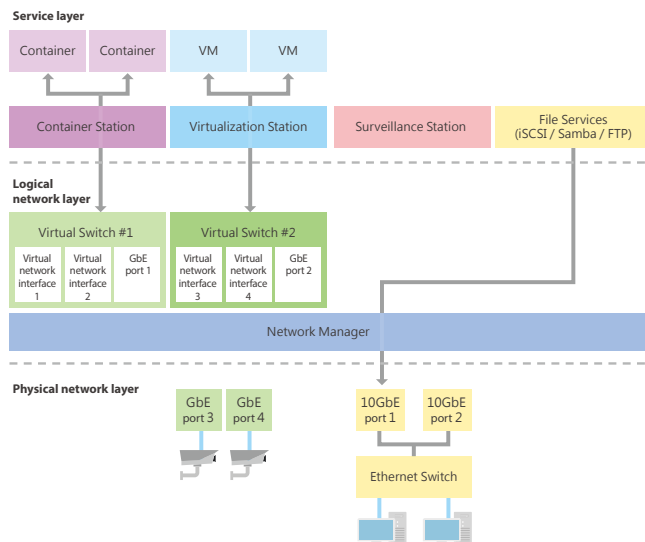 Service layer
Container
Container
VM
VM
Container Station
Virtualization Station
Surveillance Station
File Services
(iSCSI / Samba / FTP)
Logical
network layer
Virtual Switch #1
Virtual
network
interface
1
Virtual
network
interface
2
GbE
port 1
Virtual Switch #2
Virtual
network
interface
3
Virtual
network
interface
4
GbE
port 2
Network Manager
Physical network layer
GbE
port 3
GbE
port 4
10GbE
port 1
10GbE
port 2
Ethernet Switch